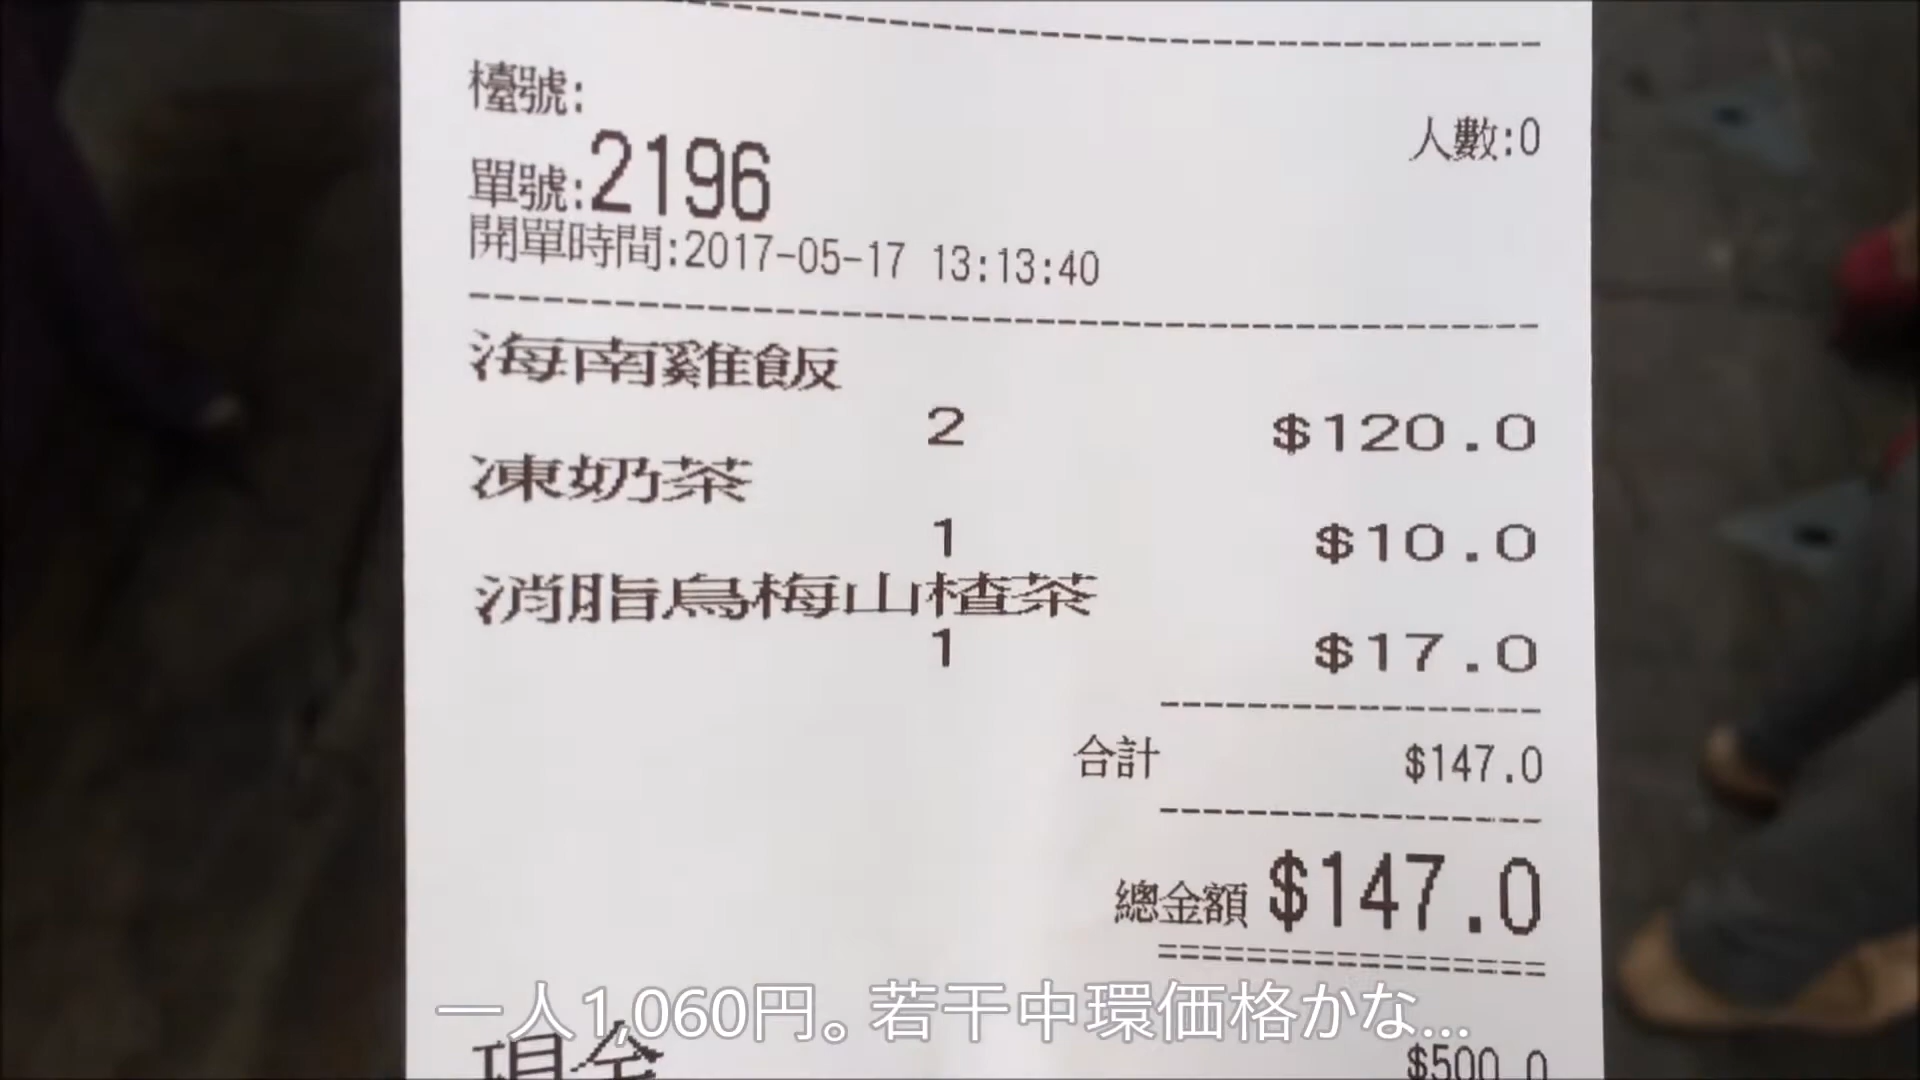 檯號:
人數:0
單號:2196
開單時間:2017-05-17 13:13:40
海南雞飯
2 $120.0
凍奶茶
1 $10.0
消脂烏梅山楂茶
1 $17.0
合計 $147.0
總金額 $147.0
一人1,060円。若干中環価格かな...
現金 $500.0